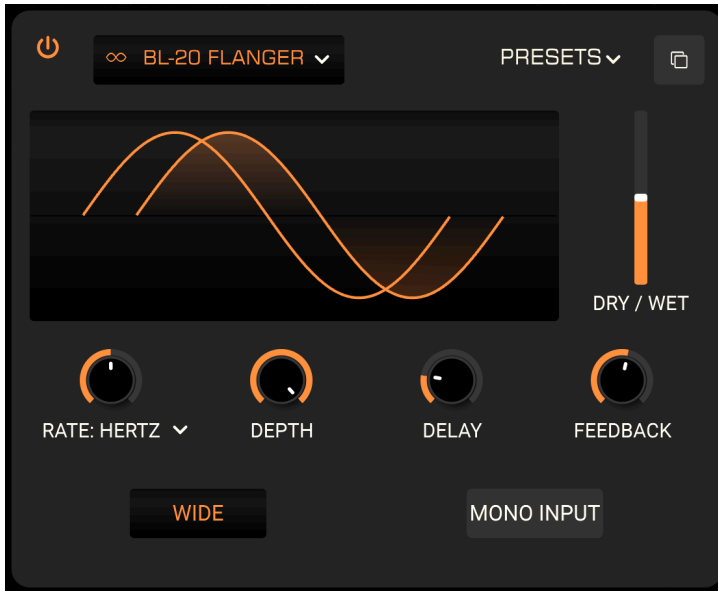 BL-20 FLANGER
PRESETS
DRY / WET
RATE: HERTZ
DEPTH
DELAY
FEEDBACK
WIDE
MONO INPUT